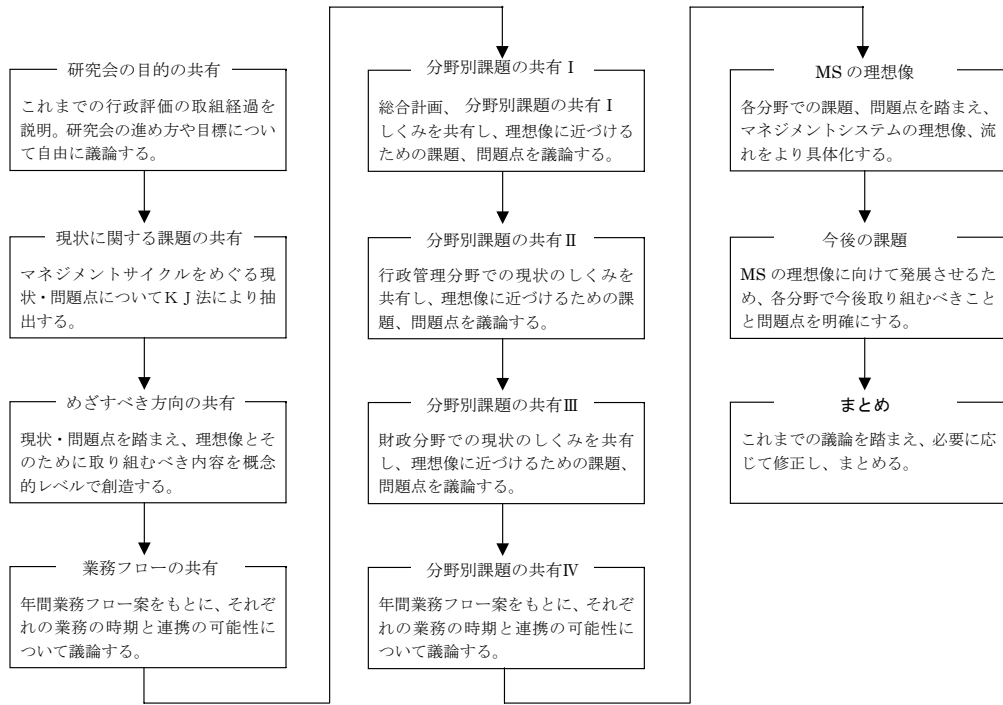 研究会の目的の共有
これまでの行政評価の取組経過を
説明。研究会の進め方や目標につい
て自由に議論する。
現状に関する課題の共有
マネジメントサイクルをめぐる現
状・問題点についてＫＪ法により抽
出する。
めざすべき方向の共有
現状・問題点を踏まえ、理想像とそ
のために取り組むべき内容を概念
的レベルで創造する。
業務フローの共有
年間業務フロー案をもとに、それぞ
れの業務の時期と連携の可能性に
ついて議論する。
分野別課題の共有Ⅰ
総合計画、 分野別課題の共有Ⅰ
しくみを共有し、理想像に近づける
ための課題、問題点を議論する。
分野別課題の共有Ⅱ
行政管理分野での現状のしくみを
共有し、理想像に近づけるための課
題、問題点を議論する。
分野別課題の共有Ⅲ
財政分野での現状のしくみを共有
し、理想像に近づけるための課題、
問題点を議論する。
分野別課題の共有Ⅳ
年間業務フロー案をもとに、それぞ
れの業務の時期と連携の可能性に
ついて議論する。
MS の理想像
各分野での課題、問題点を踏まえ、
マネジメントシステムの理想像、流
れをより具体化する。
今後の課題
MS の理想像に向けて発展させるた
め、各分野で今後取り組むべきこと
と問題点を明確にする。
まとめ
これまでの議論を踏まえ、必要に応
じて修正し、まとめる。